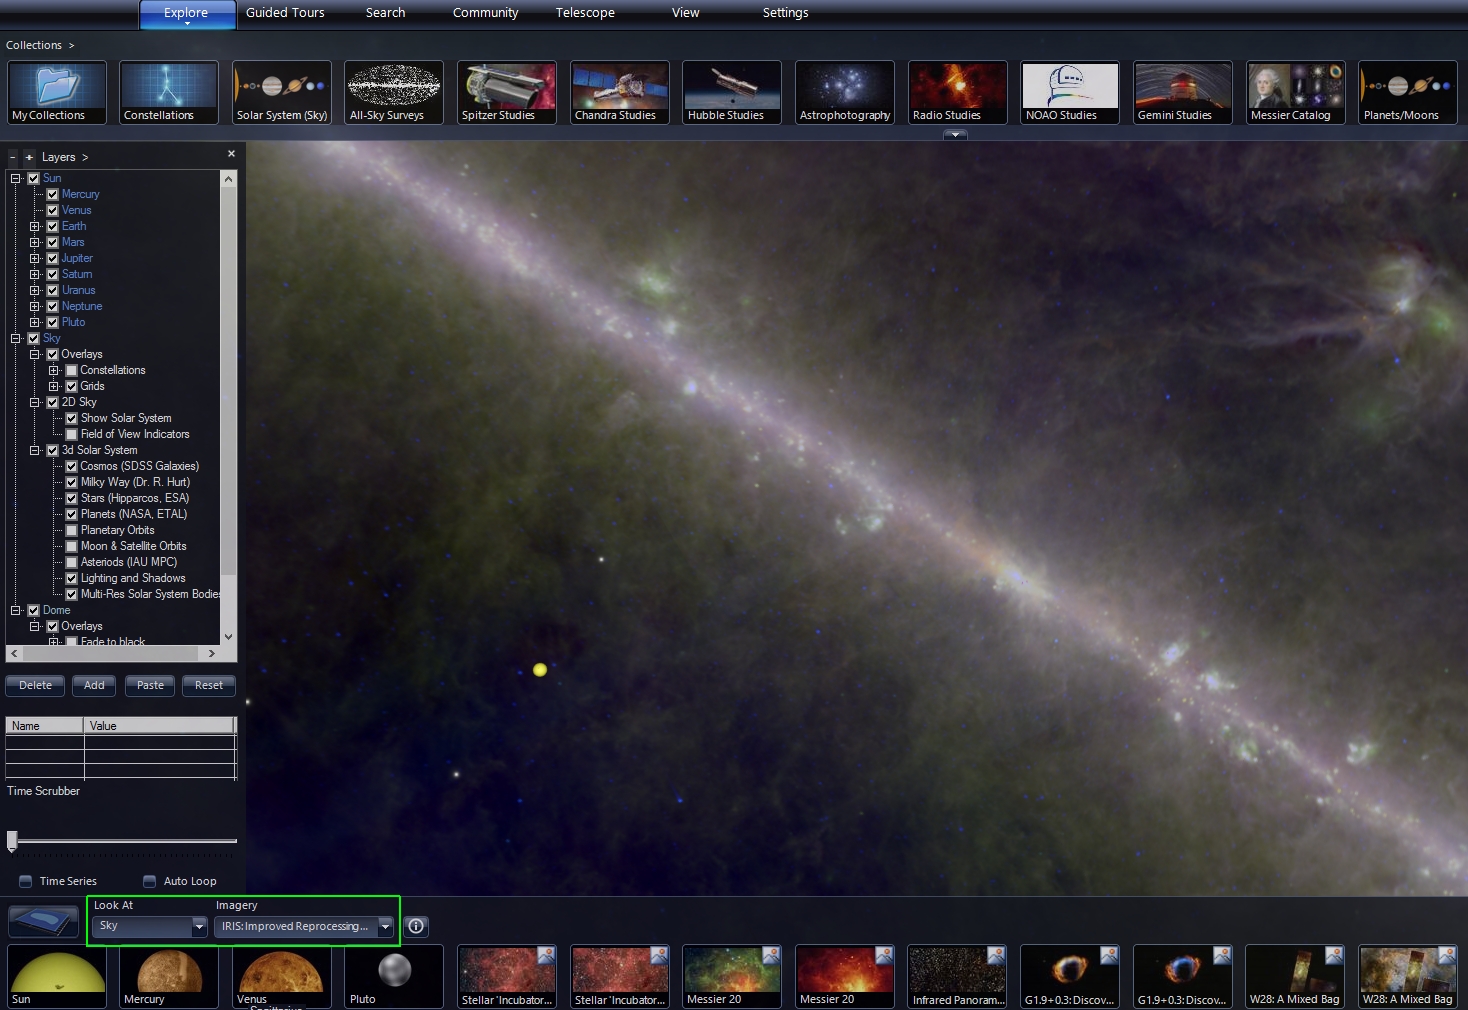 Explore Guided Tours Search Community Telescope View Settings
Collections >
My Collections Constellations Solar System (Sky) All-Sky Surveys Spitzer Studies Chandra Studies Hubble Studies Astrophotography Radio Studies NOAO Studies Gemini Studies Messier Catalog Planets/Moons
- + Layers > ×
Sun
Mercury
Venus
Earth
Mars
Jupiter
Saturn
Uranus
Neptune
Pluto
Sky
Overlays
Constellations
Grids
2D Sky
Show Solar System
Field of View Indicators
3d Solar System
Cosmos (SDSS Galaxies)
Milky Way (Dr. R. Hurt)
Stars (Hipparcos, ESA)
Planets (NASA, ETAL)
Planetary Orbits
Moon & Satellite Orbits
Asteriods (IAU MPC)
Lighting and Shadows
Multi-Res Solar System Bodies
Dome
Overlays
Fade to black
Delete Add Paste Reset
Name Value
Time Scrubber
Time Series Auto Loop
Look At Imagery
Sky IRIS: Improved Reprocessing...
Sun Mercury Venus Pluto Stellar 'Incubator... Stellar 'Incubator... Messier 20 Messier 20 Infrared Panoram... G1.9+0.3: Discov... G1.9+0.3: Discov... W28: A Mixed Bag W28: A Mixed Bag